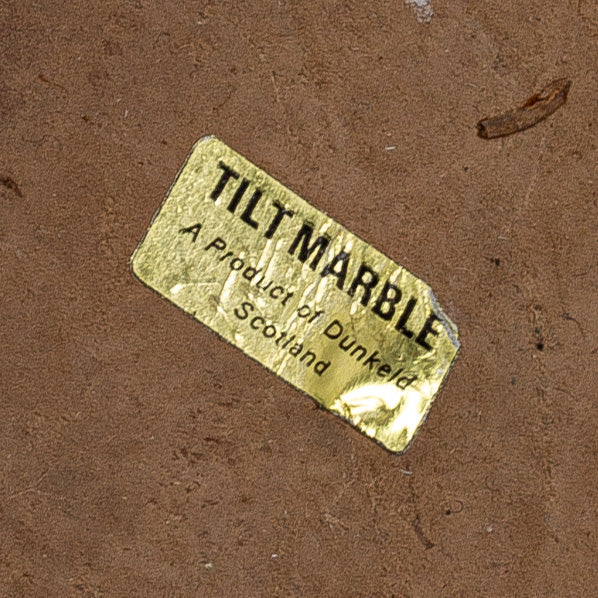 TILT MARBLE
A Product of Dunkeld
Scotland